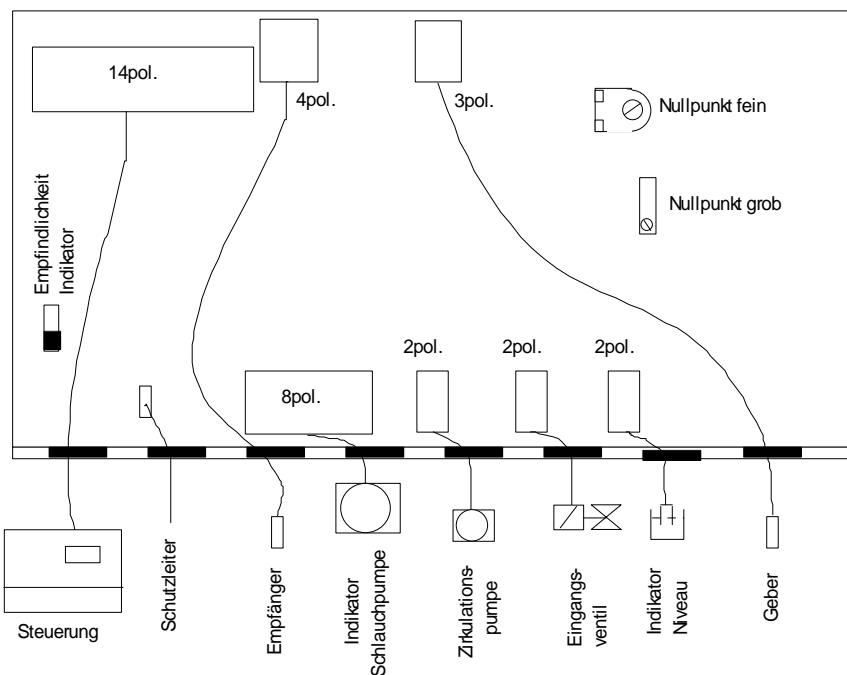 14pol.
4pol.
3pol.
Nullpunkt fein
Nullpunkt grob
Empfindlichkeit
Indikator
2pol.
2pol.
2pol.
8pol.
Steuerung
Schutzleiter
Empfänger
Indikator
Schlauchpumpe
Zirkulations-
pumpe
Eingangs-
ventil
Indikator
Niveau
Geber